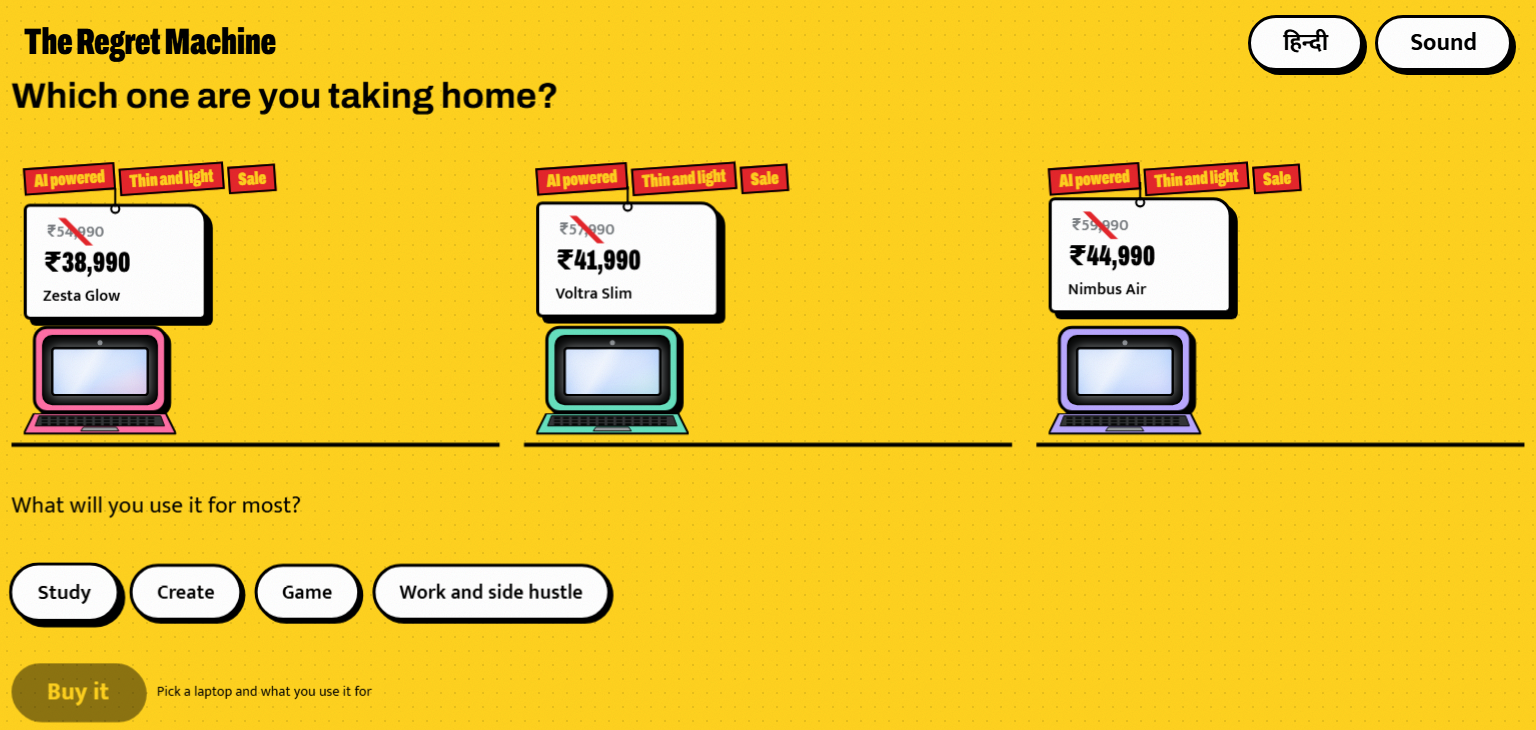 The Regret Machine
हिन्दी
Sound
Which one are you taking home?
AI powered Thin and light Sale
₹54,990
₹38,990
Zesta Glow
AI powered Thin and light Sale
₹57,990
₹41,990
Voltra Slim
AI powered Thin and light Sale
₹59,990
₹44,990
Nimbus Air
What will you use it for most?
Study
Create
Game
Work and side hustle
Buy it
Pick a laptop and what you use it for